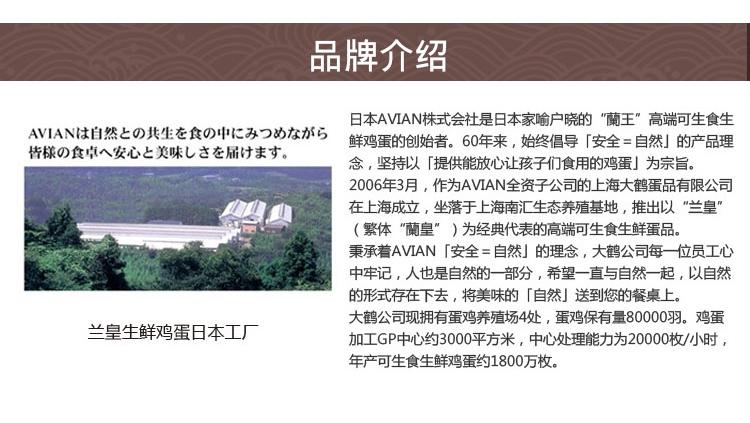 品牌介绍
AVIANは自然との共生を食の中にみつめながら
皆様の食卓へ安心と美味しさを届けます。
兰皇生鲜鸡蛋日本工厂
日本AVIAN株式会社是日本家喻户晓的“蘭王”高端可生食生
鲜鸡蛋的创始者。60年来，始终倡导「安全＝自然」的产品理
念，坚持以「提供能放心让孩子们食用的鸡蛋」为宗旨。
2006年3月，作为AVIAN全资子公司的上海大鹤蛋品有限公司
在上海成立，坐落于上海南汇生态养殖基地，推出以“兰皇”
（繁体“蘭皇”）为经典代表的高端可生食生鲜蛋品。
秉承着AVIAN「安全＝自然」的理念，大鹤公司每一位员工心
中牢记，人也是自然的一部分，希望一直与自然一起，以自然
的形式存在下去，将美味的「自然」送到您的餐桌上。
大鹤公司现拥有蛋鸡养殖场4处，蛋鸡保有量80000羽。鸡蛋
加工GP中心约3000平方米，中心处理能力为20000枚/小时，
年产可生食生鲜鸡蛋约1800万枚。